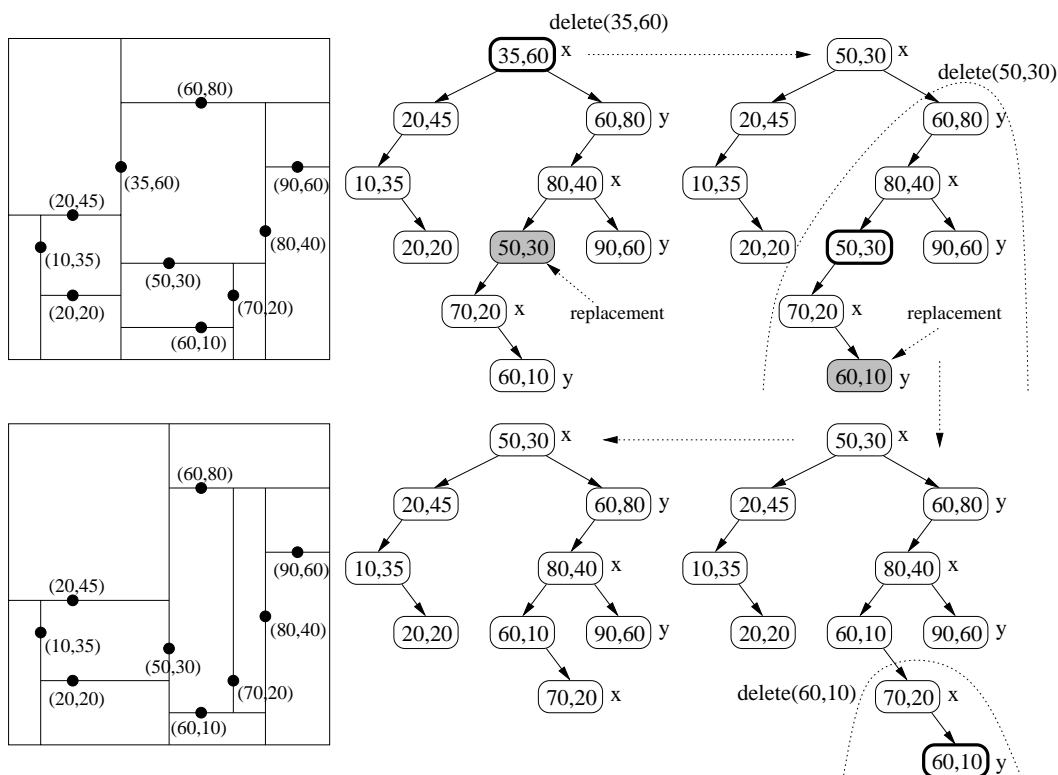 delete(35,60)
35,60 x
50,30 x
delete(50,30)
20,45
60,80 y
20,45
60,80 y
10,35
80,40 x
10,35
80,40 x
20,20
50,30
90,60 y
20,20
50,30
90,60 y
70,20 x
replacement
70,20 x
replacement
60,10 y
60,10 y
(60,80)
(35,60)
(90,60)
(20,45)
(10,35)
(80,40)
(50,30)
(20,20)
(70,20)
(60,10)
50,30 x
50,30 x
20,45
60,80 y
20,45
60,80 y
10,35
80,40 x
10,35
80,40 x
20,20
60,10
90,60 y
20,20
60,10
90,60 y
70,20 x
delete(60,10)
70,20 x
60,10 y
(60,80)
(90,60)
(20,45)
(10,35)
(80,40)
(50,30)
(20,20)
(70,20)
(60,10)